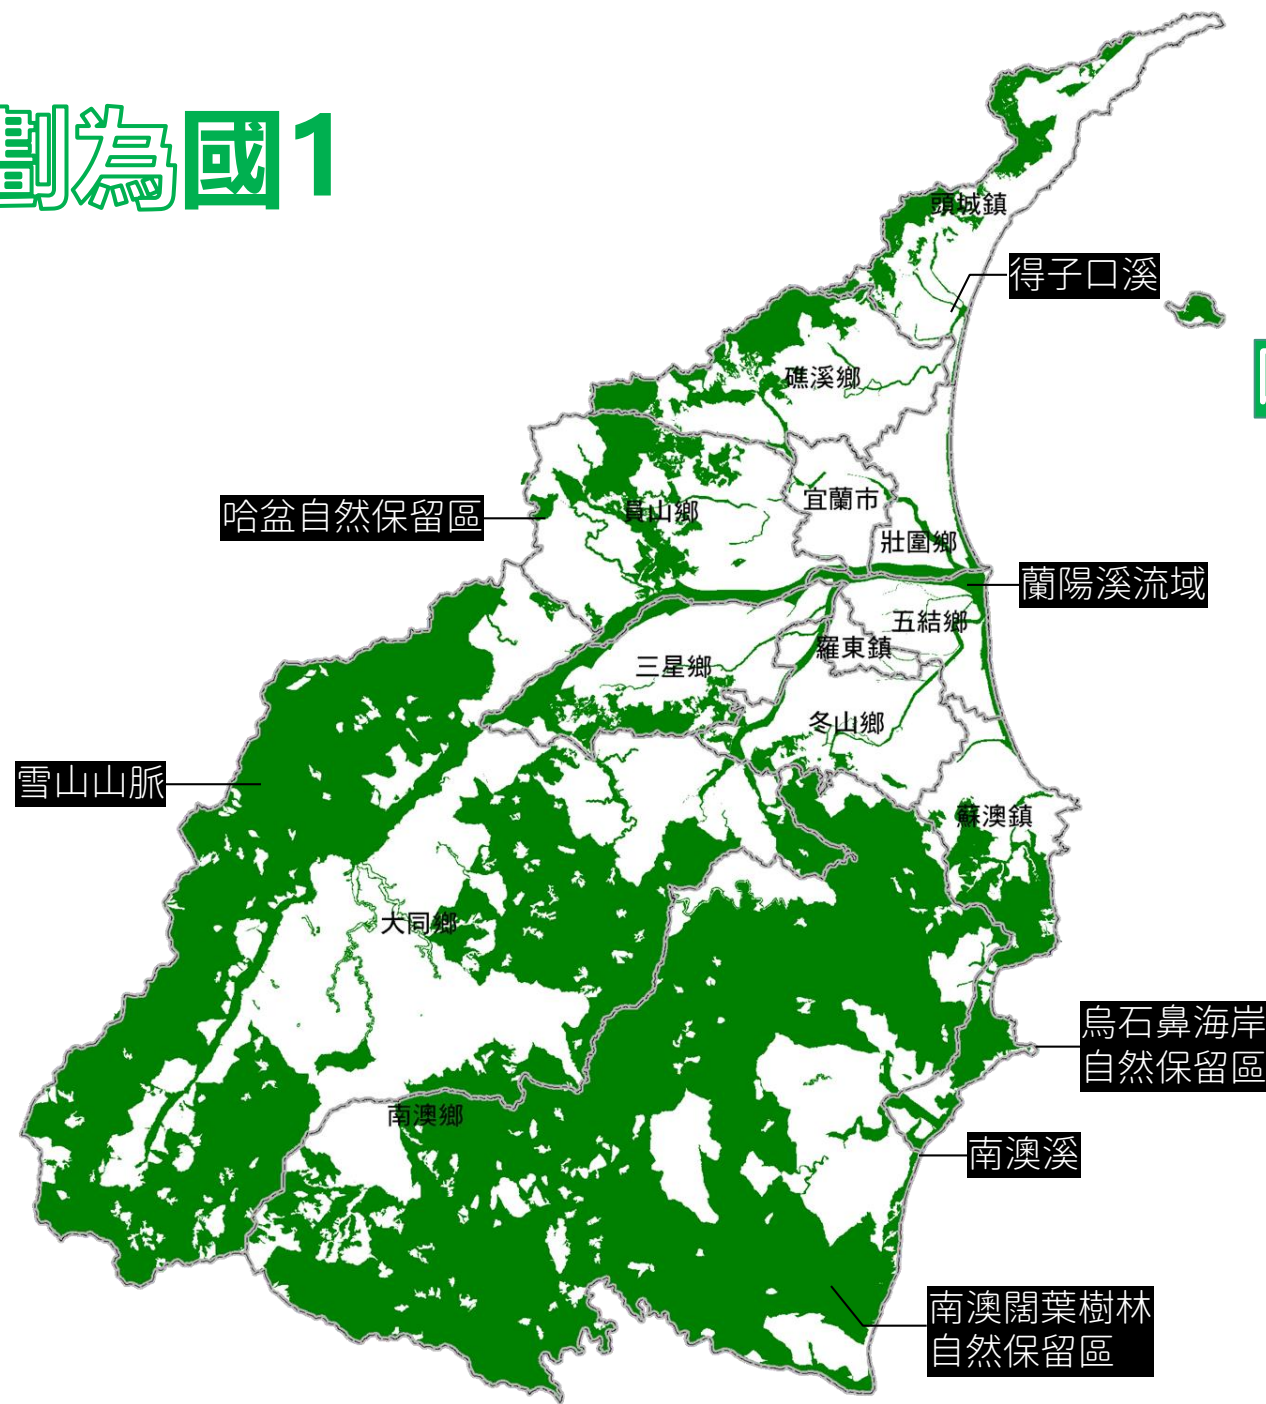 劃為國1
頭城鎮
得子口溪
礁溪鄉
宜蘭市
哈盆自然保留區
員山鄉
壯圍鄉
蘭陽溪流域
五結鄉
羅東鎮
三星鄉
冬山鄉
雪山山脈
蘇澳鎮
大同鄉
烏石鼻海岸
自然保留區
南澳鄉
南澳溪
南澳闊葉樹林
自然保留區